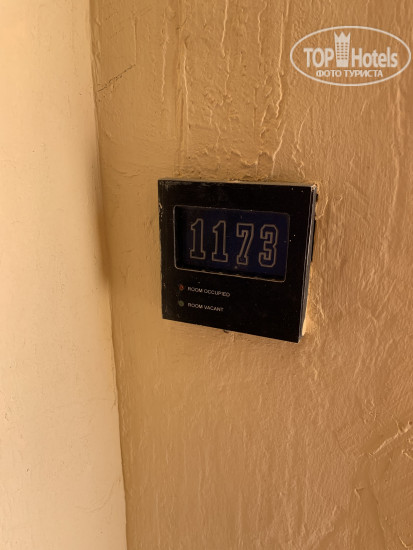 TOP Hotels
ФОТО ТУРИСТА
1173
ROOM OCCUPIED
ROOM VACANT